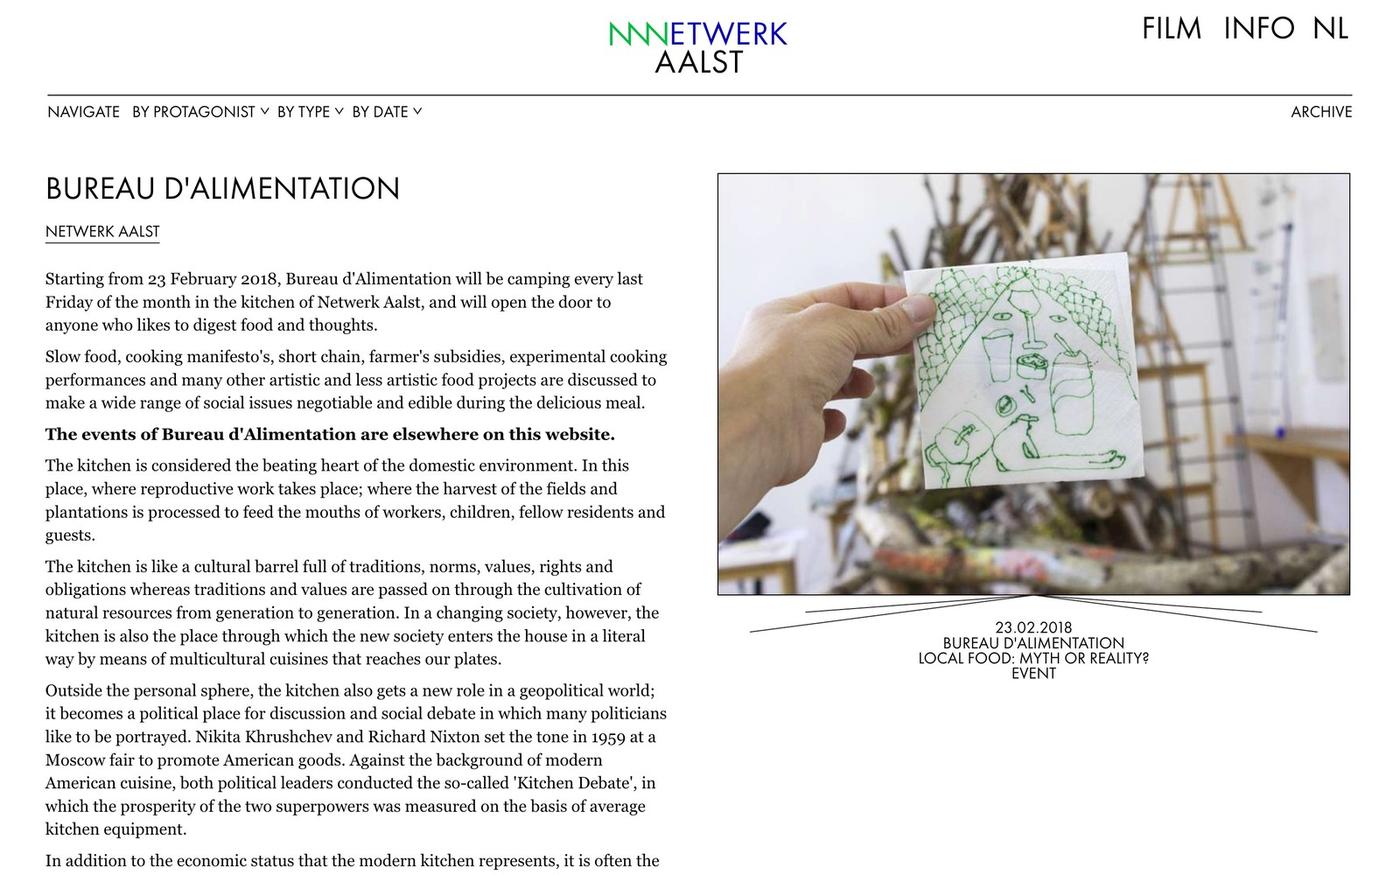 NNNETWERK
AALST
FILM INFO NL
NAVIGATE BY PROTAGONIST BY TYPE BY DATE
ARCHIVE
BUREAU D'ALIMENTATION
NETWERK AALST
Starting from 23 February 2018, Bureau d'Alimentation will be camping every last
Friday of the month in the kitchen of Netwerk Aalst, and will open the door to
anyone who likes to digest food and thoughts.
Slow food, cooking manifesto's, short chain, farmer's subsidies, experimental cooking
performances and many other artistic and less artistic food projects are discussed to
make a wide range of social issues negotiable and edible during the delicious meal.
The events of Bureau d'Alimentation are elsewhere on this website.
The kitchen is considered the beating heart of the domestic environment. In this
place, where reproductive work takes place; where the harvest of the fields and
plantations is processed to feed the mouths of workers, children, fellow residents and
guests.
The kitchen is like a cultural barrel full of traditions, norms, values, rights and
obligations whereas traditions and values are passed on through the cultivation of
natural resources from generation to generation. In a changing society, however, the
kitchen is also the place through which the new society enters the house in a literal
way by means of multicultural cuisines that reaches our plates.
Outside the personal sphere, the kitchen also gets a new role in a geopolitical world;
it becomes a political place for discussion and social debate in which many politicians
like to be portrayed. Nikita Khrushchev and Richard Nixton set the tone in 1959 at a
Moscow fair to promote American goods. Against the background of modern
American cuisine, both political leaders conducted the so-called 'Kitchen Debate', in
which the prosperity of the two superpowers was measured on the basis of average
kitchen equipment.
In addition to the economic status that the modern kitchen represents, it is often the
23.02.2018
BUREAU D'ALIMENTATION
LOCAL FOOD: MYTH OR REALITY?
EVENT